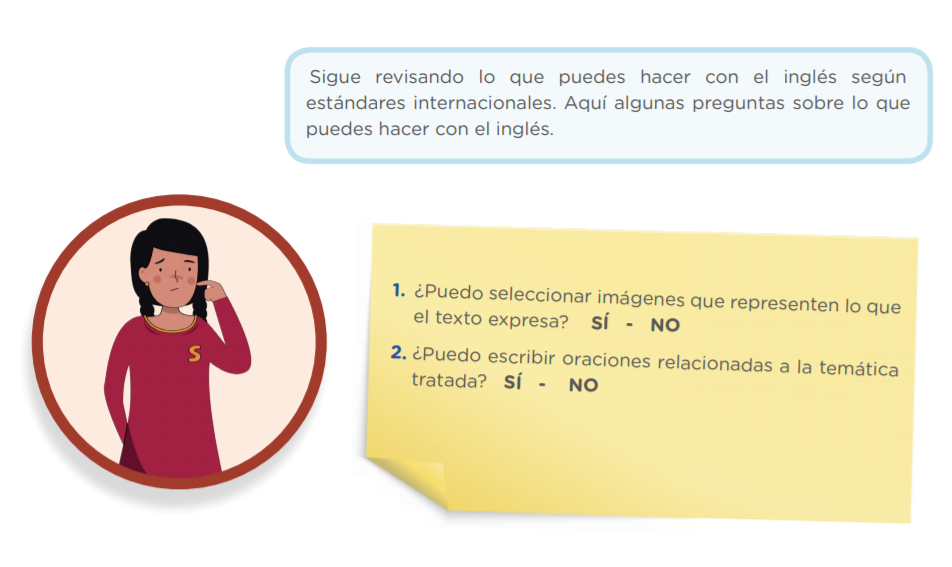 Sigue revisando lo que puedes hacer con el inglés según
estándares internacionales. Aquí algunas preguntas sobre lo que
puedes hacer con el inglés.
S
1. ¿Puedo seleccionar imágenes que representen lo que
el texto expresa? SÍ - NO
2. ¿Puedo escribir oraciones relacionadas a la temática
tratada? SÍ - NO